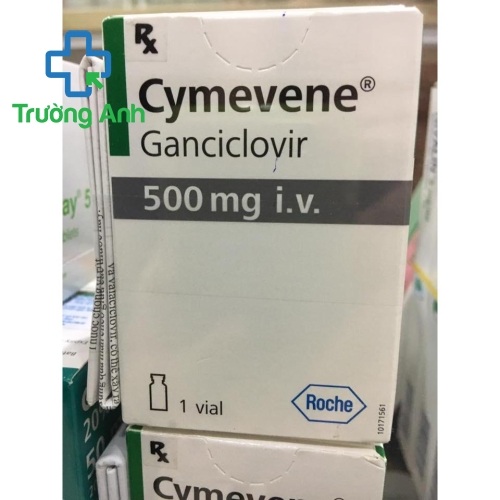 Rx
Trường Anh
Cymevene®
Ganciclovir
500 mg i.v.
1 vial
Roche
10171561
Rx
Cymevene®